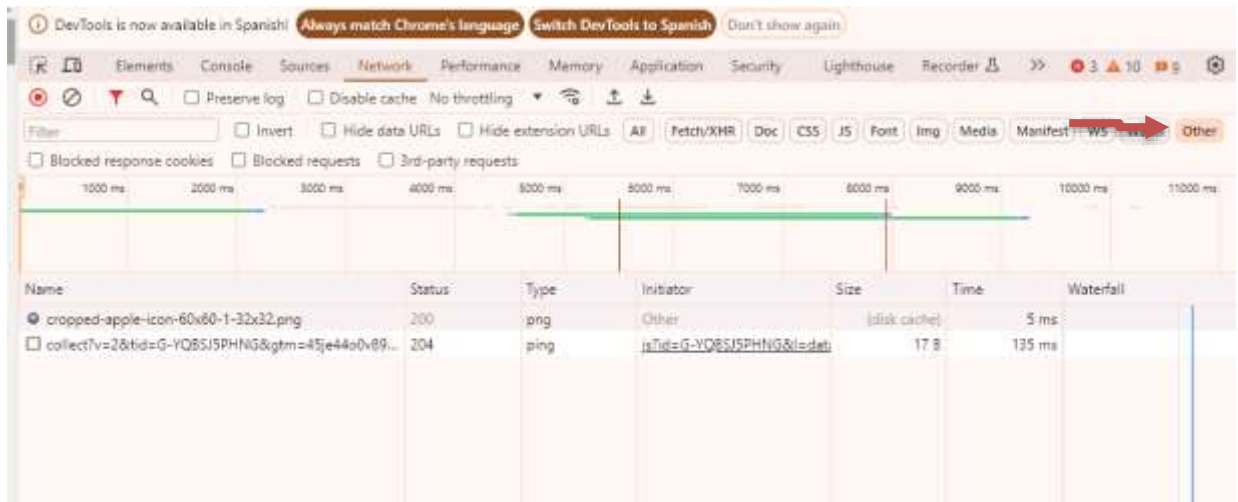 DevTools is now available in Spanish! Always match Chrome's language Switch DevTools to Spanish Don't show again
Elements Console Sources Network Performance Memory Application Security Lighthouse Recorder >> 3 10 9
Preserve log Disable cache No throttling
Filter Invert Hide data URLs Hide extension URLs All Fetch/XHR Doc CSS JS Font Img Media Manifest WS Other
Blocked response cookies Blocked requests 3rd-party requests
1000 ms 2000 ms 3000 ms 4000 ms 5000 ms 6000 ms 7000 ms 8000 ms 9000 ms 10000 ms 11000 ms
Name Status Type Initiator Size Time Waterfall
cropped-apple-icon-60x60-1-32x32.png 200 png Other (disk cache) 5 ms
collect?v=2&tid=G-YQBSJ5PHNG&gtm=45je44o0v89... 204 ping js?id=G-YQBSJ5PHNG&l=dat 17 B 135 ms